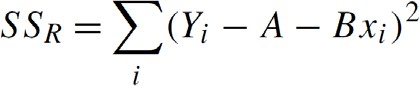 $SS_R = \sum_i (Y_i - A - Bx_i)^2$